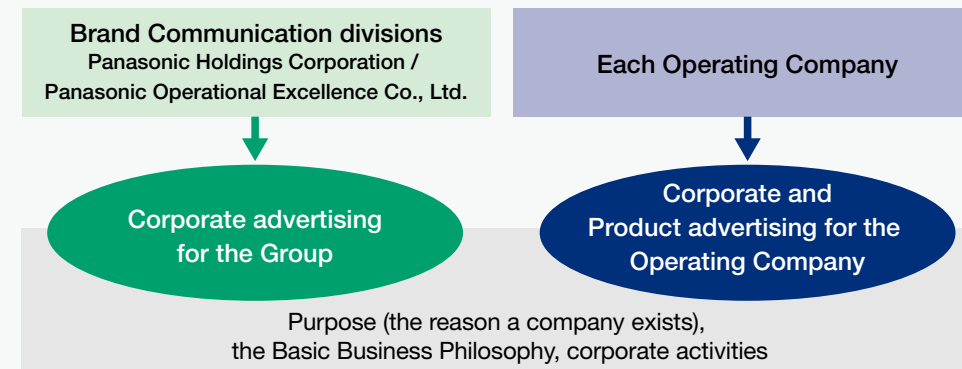 Brand Communication divisions
Panasonic Holdings Corporation /
Panasonic Operational Excellence Co., Ltd.
Each Operating Company
Corporate advertising
for the Group
Corporate and
Product advertising for the
Operating Company
Purpose (the reason a company exists),
the Basic Business Philosophy, corporate activities